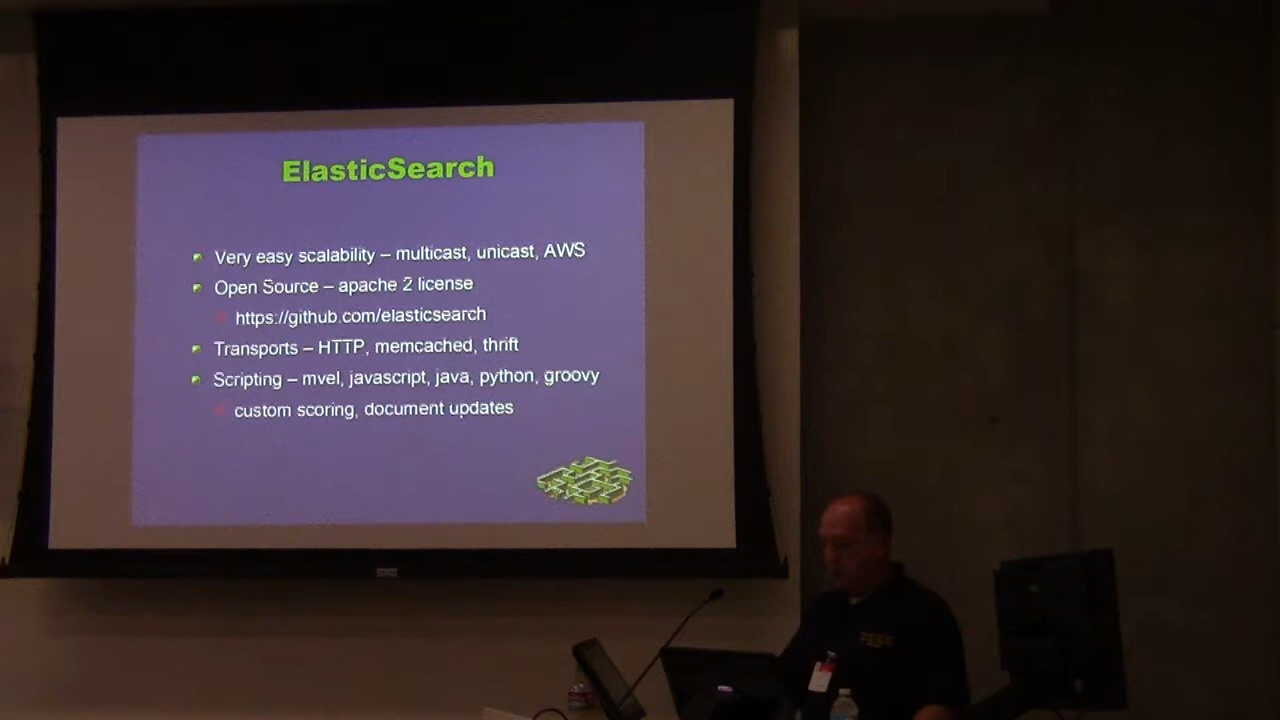 ElasticSearch
Very easy scalability – multicast, unicast, AWS
Open Source – apache 2 license
https://github.com/elasticsearch
Transports – HTTP, memcached, thrift
Scripting – mvel, javascript, java, python, groovy
custom scoring, document updates